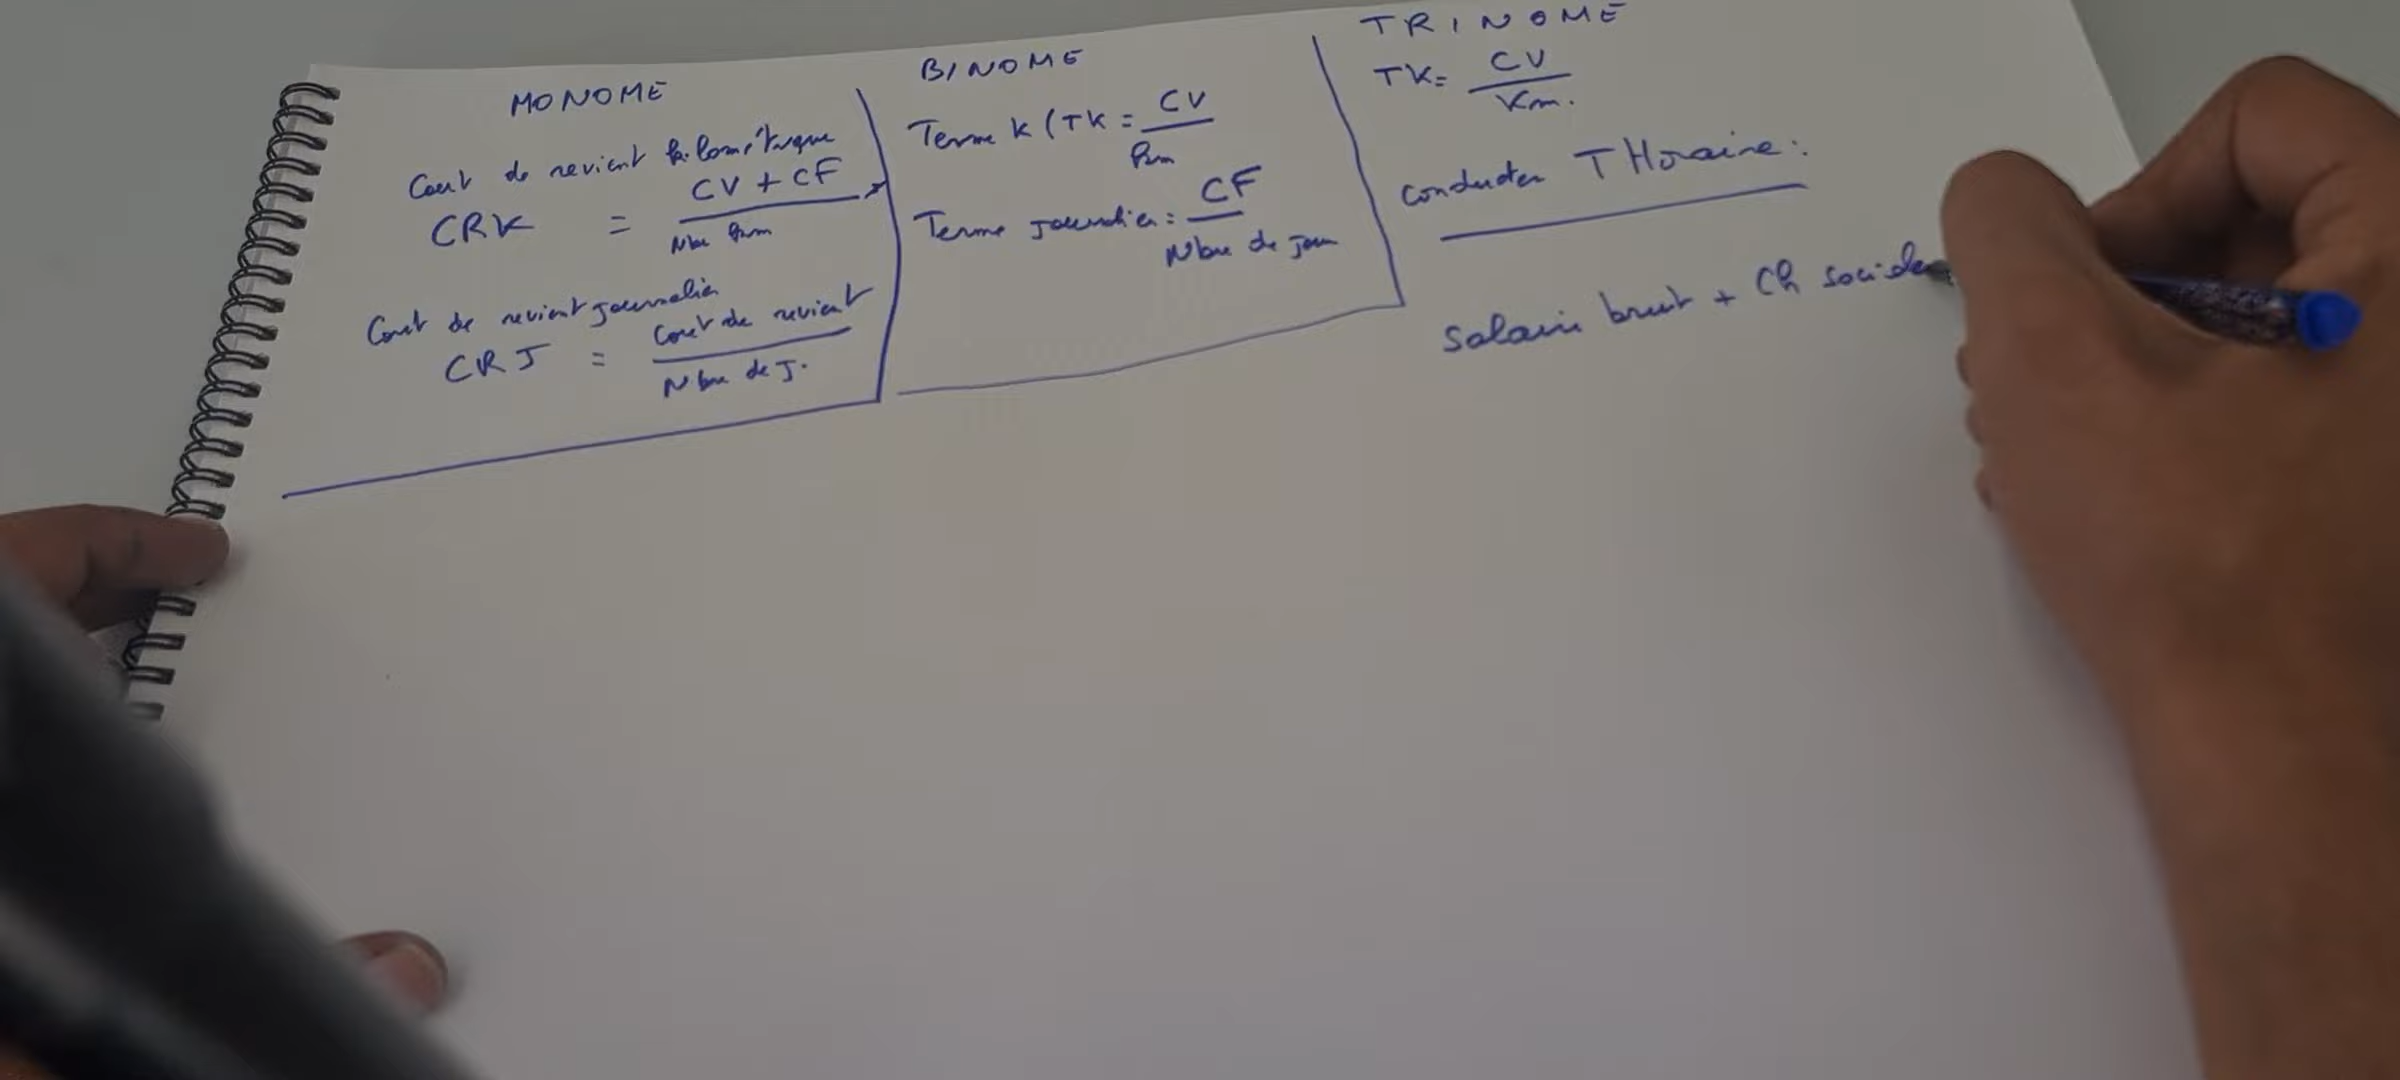 MONOME
Cout de revient kilométrique
CRK = CV + CF
Nbre km
Cout de revient journalier
CRJ = Cout de revient
Nbre de J.
BINOME
Terme K (TK = CV
km
Terme journalier = CF
Nbre de jour
TRINOME
TK = CV
Km.
conducteur T Horaire :
Salaire brut + Ch sociale